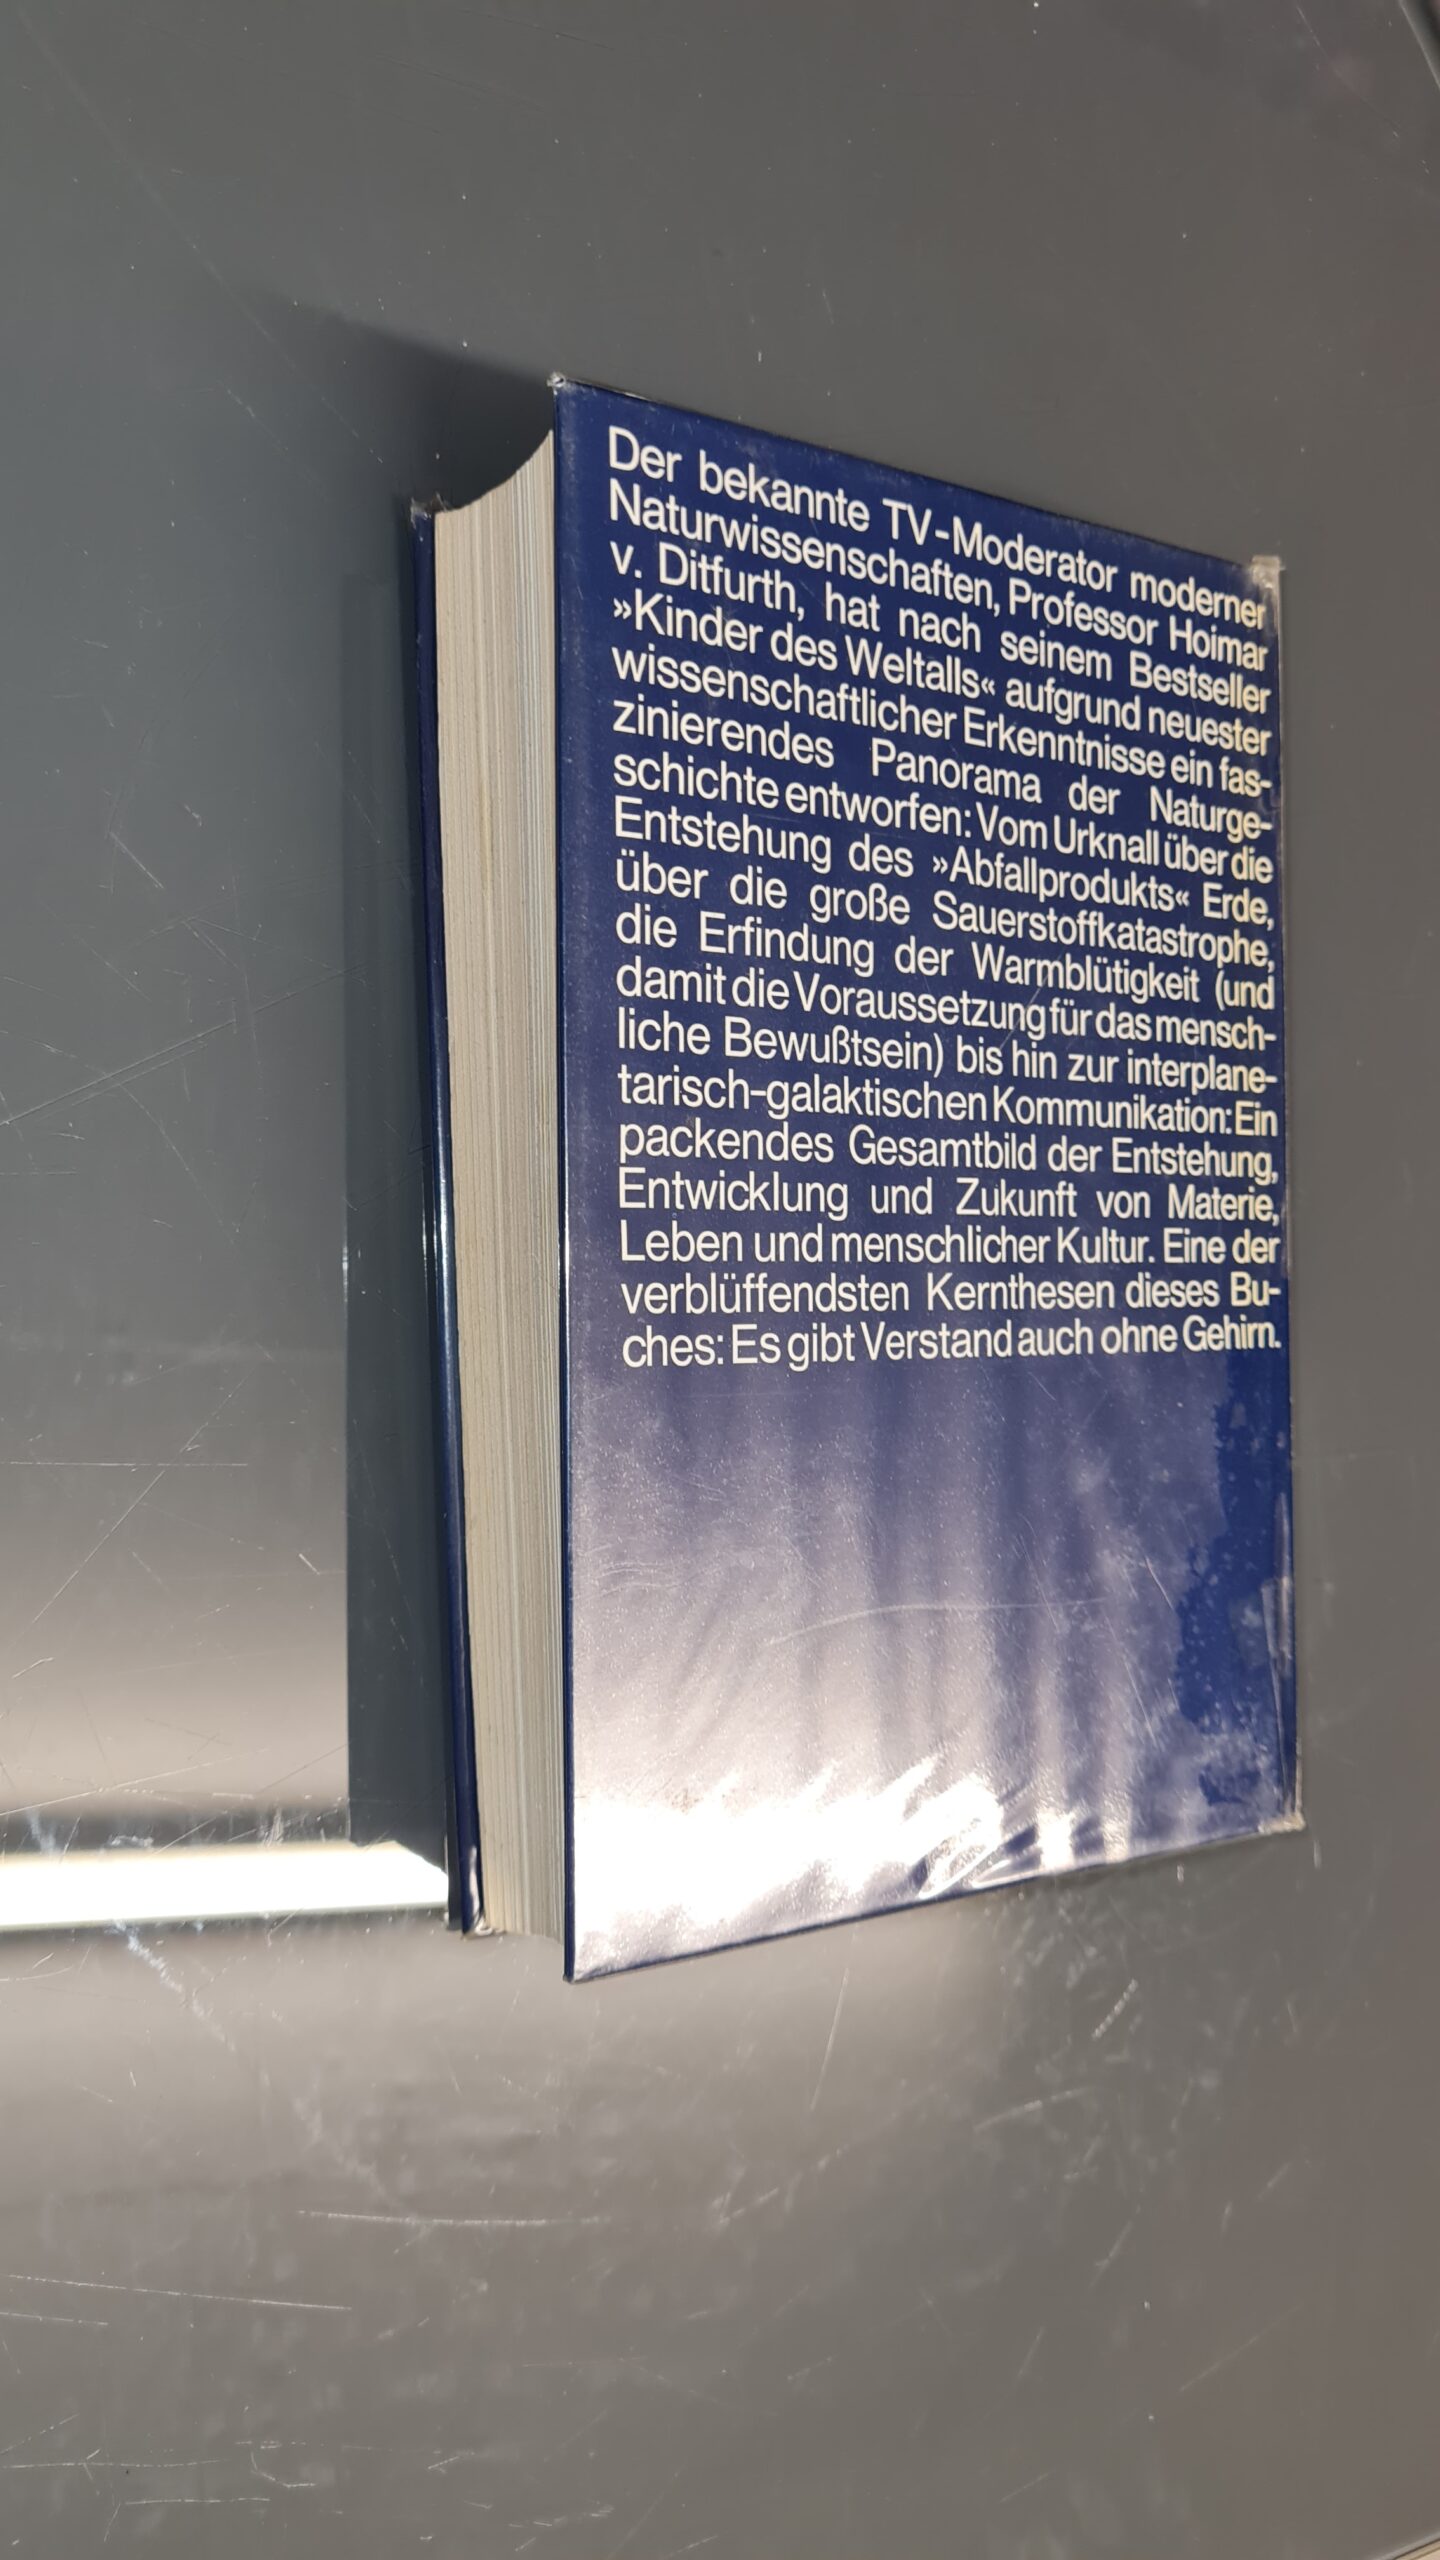 Der bekannte TV-Moderator moderner
Naturwissenschaften, Professor Hoimar
v. Ditfurth, hat nach seinem Bestseller
»Kinder des Weltalls« aufgrund neuester
wissenschaftlicher Erkenntnisse ein fas-
zinierendes Panorama der Naturge-
schichte entworfen: Vom Urknall über die
Entstehung des »Abfallprodukts« Erde,
über die große Sauerstoffkatastrophe,
die Erfindung der Warmblütigkeit (und
damit die Voraussetzung für das mensch-
liche Bewußtsein) bis hin zur interplane-
tarisch-galaktischen Kommunikation: Ein
packendes Gesamtbild der Entstehung,
Entwicklung und Zukunft von Materie,
Leben und menschlicher Kultur. Eine der
verblüffendsten Kernthesen dieses Bu-
ches: Es gibt Verstand auch ohne Gehirn.